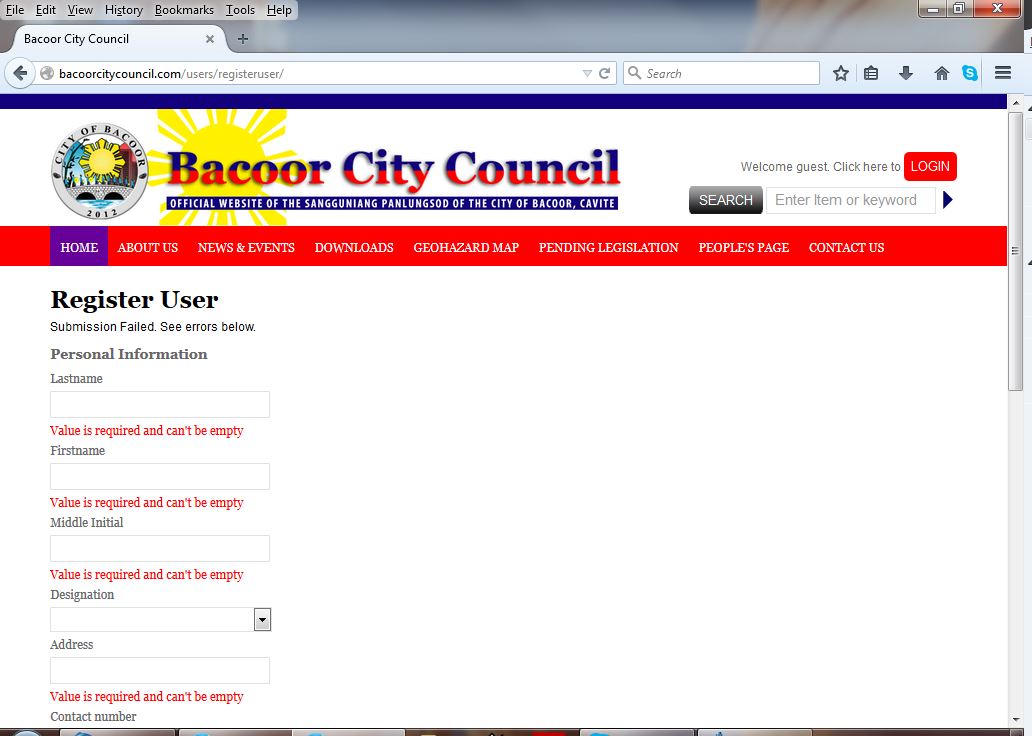 File Edit View History Bookmarks Tools Help
Bacoor City Council
bacoorcitycouncil.com/users/registeruser/
Search
CITY OF BACOOR
2012
Bacoor City Council
OFFICIAL WEBSITE OF THE SANGGUNIANG PANLUNGSOD OF THE CITY OF BACOOR, CAVITE
Welcome guest. Click here to LOGIN
SEARCH Enter Item or keyword
HOME ABOUT US NEWS & EVENTS DOWNLOADS GEOHAZARD MAP PENDING LEGISLATION PEOPLE'S PAGE CONTACT US
Register User
Submission Failed. See errors below.
Personal Information
Lastname
Value is required and can't be empty
Firstname
Value is required and can't be empty
Middle Initial
Value is required and can't be empty
Designation
Address
Value is required and can't be empty
Contact number